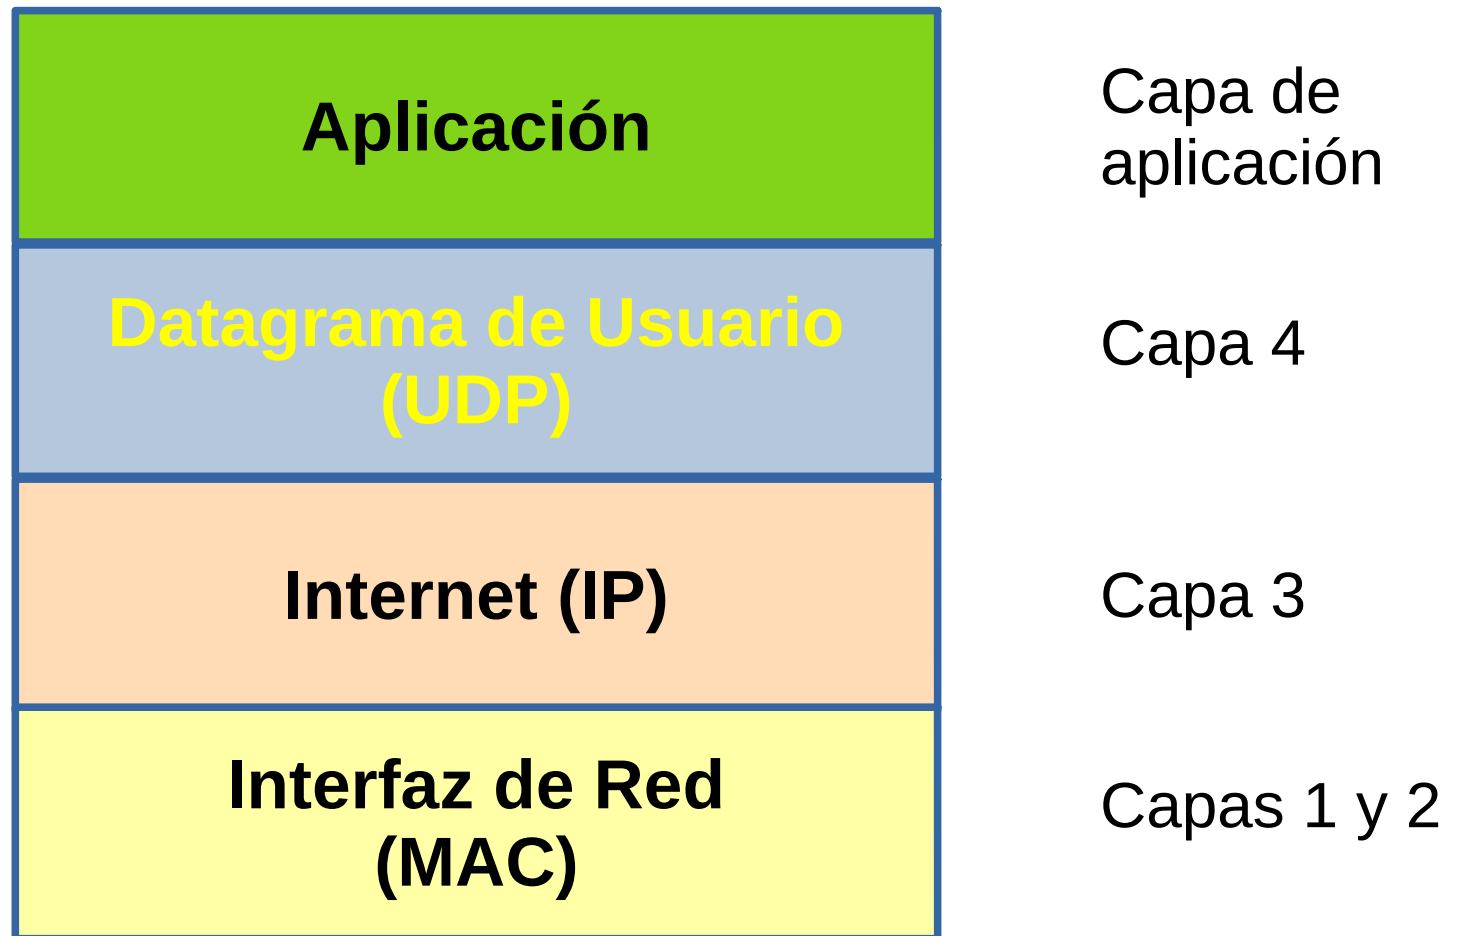 Aplicación
Capa de
aplicación
Datagrama de Usuario
(UDP)
Capa 4
Internet (IP)
Capa 3
Interfaz de Red
(MAC)
Capas 1 y 2